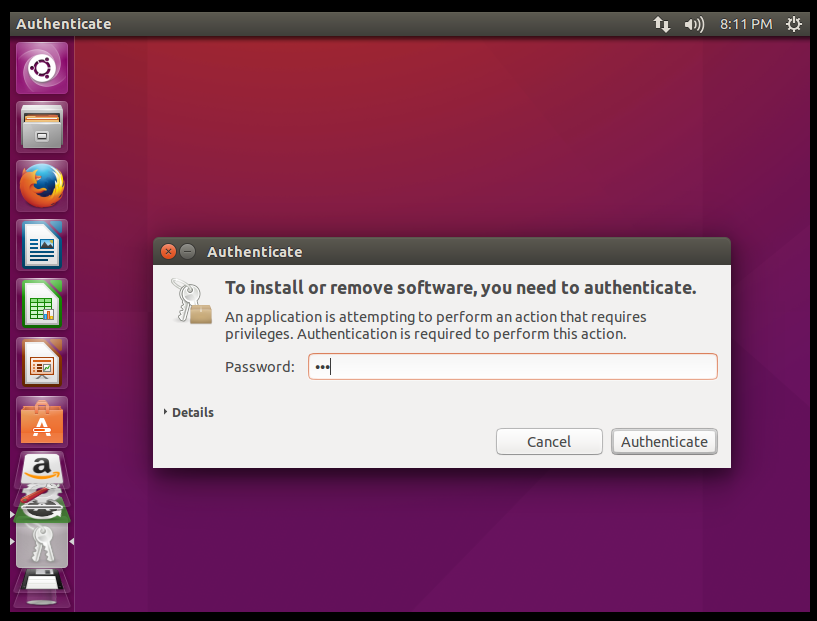 Authenticate
8:11 PM
Authenticate
To install or remove software, you need to authenticate.
An application is attempting to perform an action that requires
privileges. Authentication is required to perform this action.
Password: •••
Details
Cancel
Authenticate
a